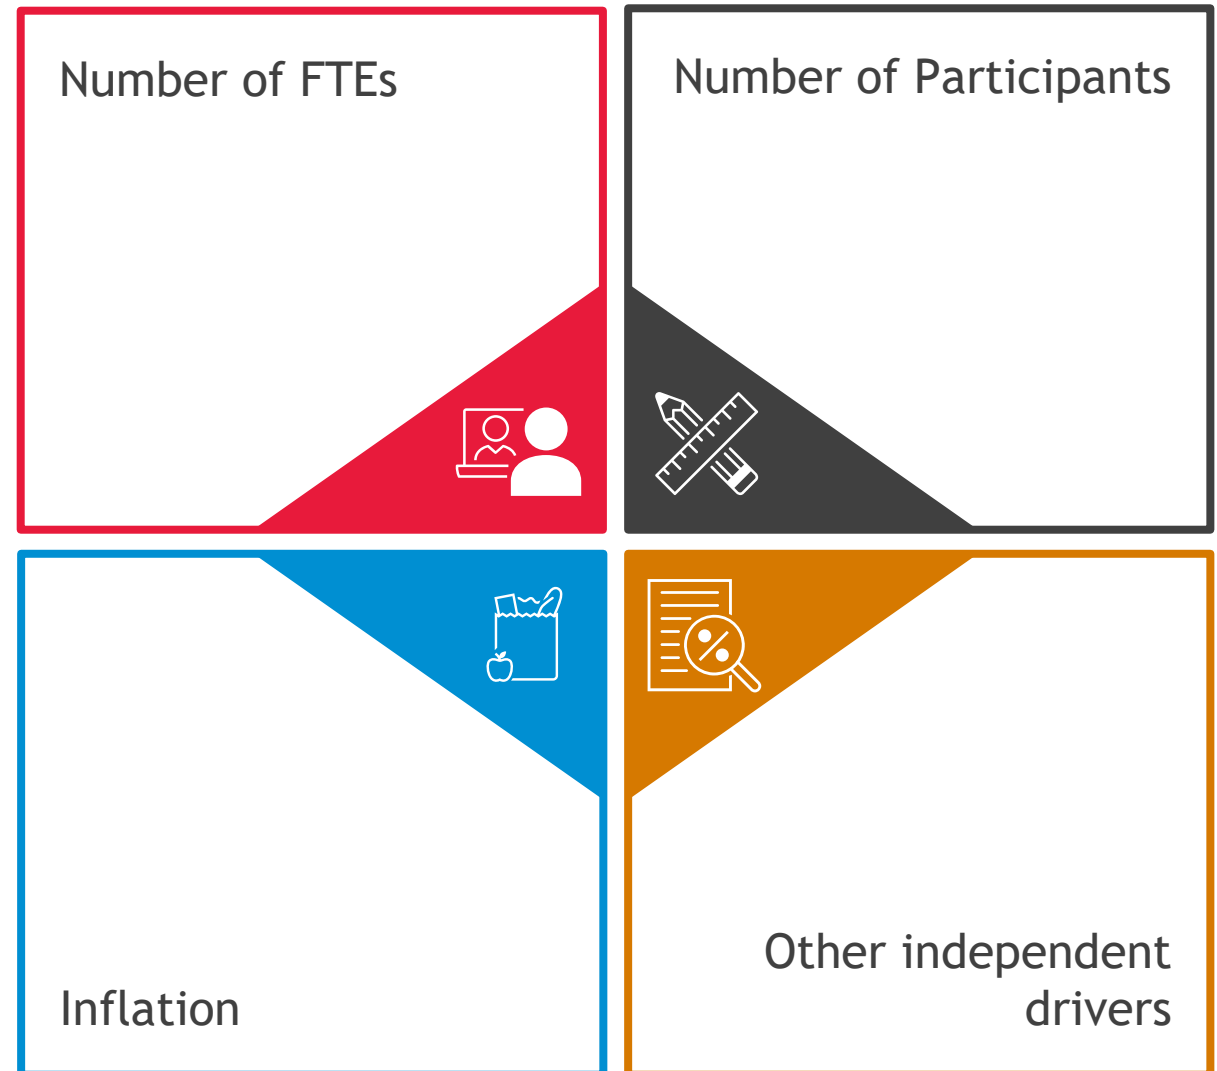 Number of FTEs
Number of Participants
Inflation
Other independent
drivers